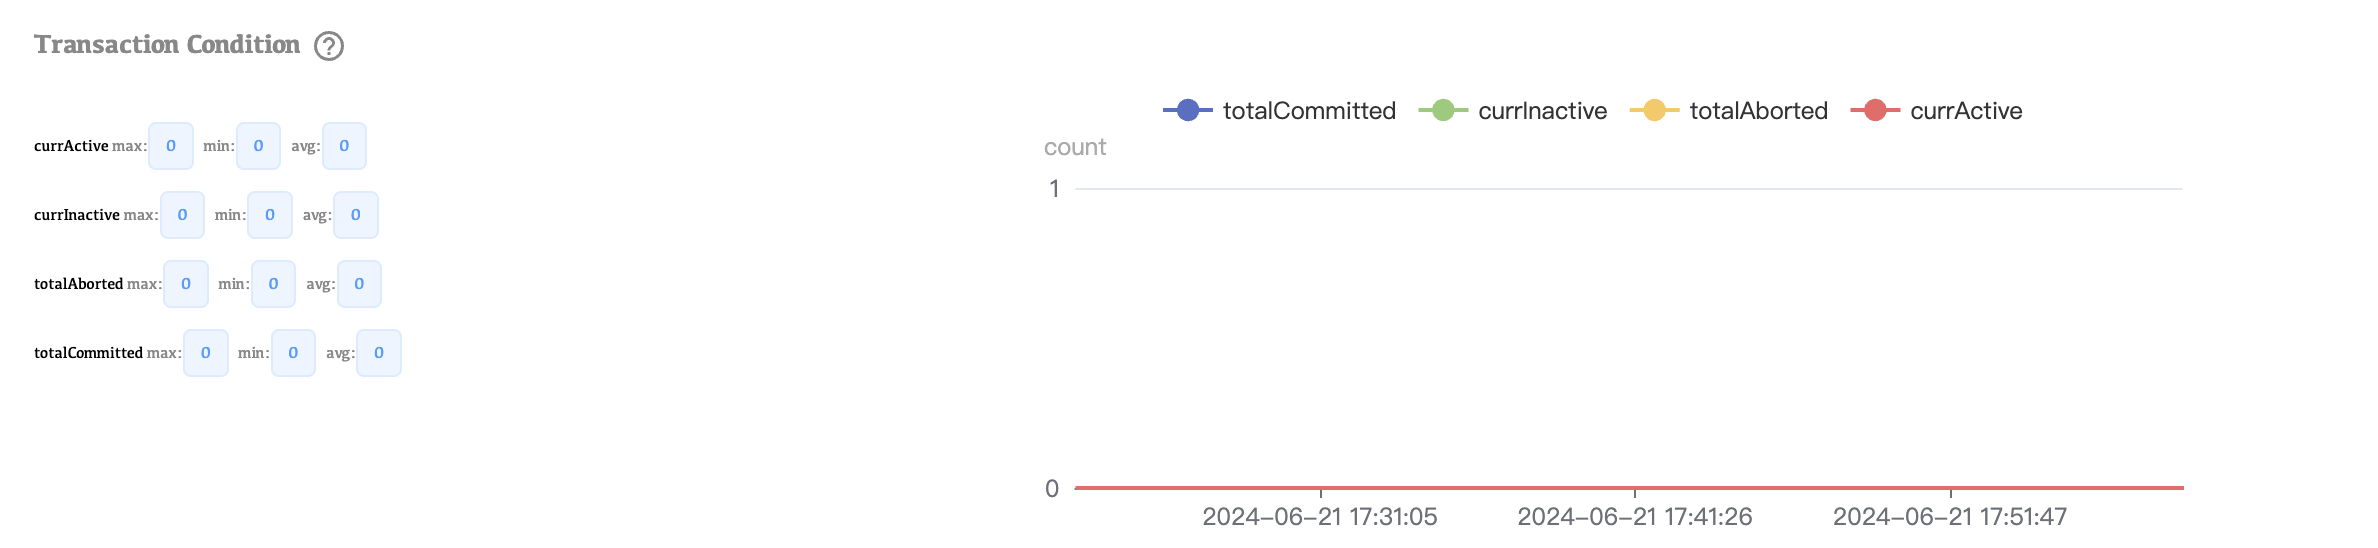 Transaction Condition ?
currActive max: 0 min: 0 avg: 0
currInactive max: 0 min: 0 avg: 0
totalAborted max: 0 min: 0 avg: 0
totalCommitted max: 0 min: 0 avg: 0
totalCommitted currInactive totalAborted currActive
count
1
0
2024-06-21 17:31:05 2024-06-21 17:41:26 2024-06-21 17:51:47